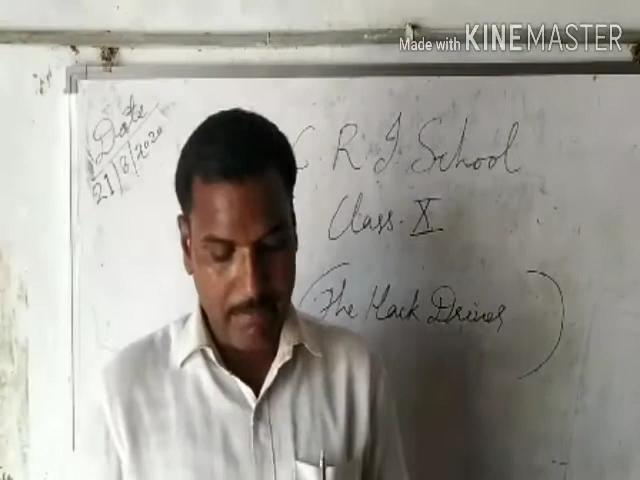 Made with KINEMASTER
Date
21/8/2020
C. R. J School
Class. X
(The Hack Driver)